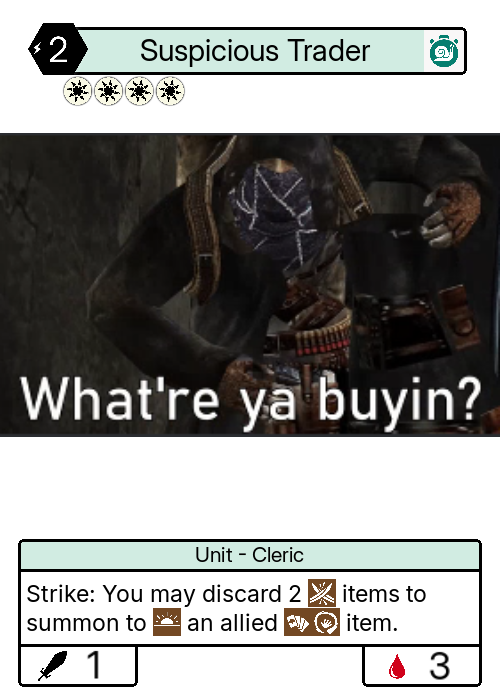 2
Suspicious Trader
What're ya buyin?
Unit - Cleric
Strike: You may discard 2 items to
summon to an allied item.
1
3